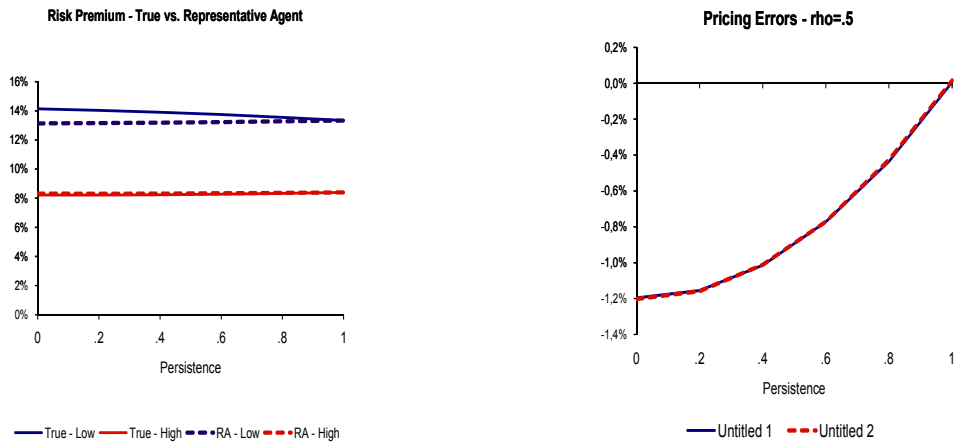 Risk Premium - True vs. Representative Agent
16%
14%
12%
10%
8%
6%
4%
2%
0%
0 .2 .4 .6 .8 1
Persistence
True - Low True - High RA - Low RA - High
Pricing Errors - rho=.5
0,2%
0,0%
-0,2%
-0,4%
-0,6%
-0,8%
-1,0%
-1,2%
-1,4%
0 .2 .4 .6 .8 1
Persistence
Untitled 1 Untitled 2